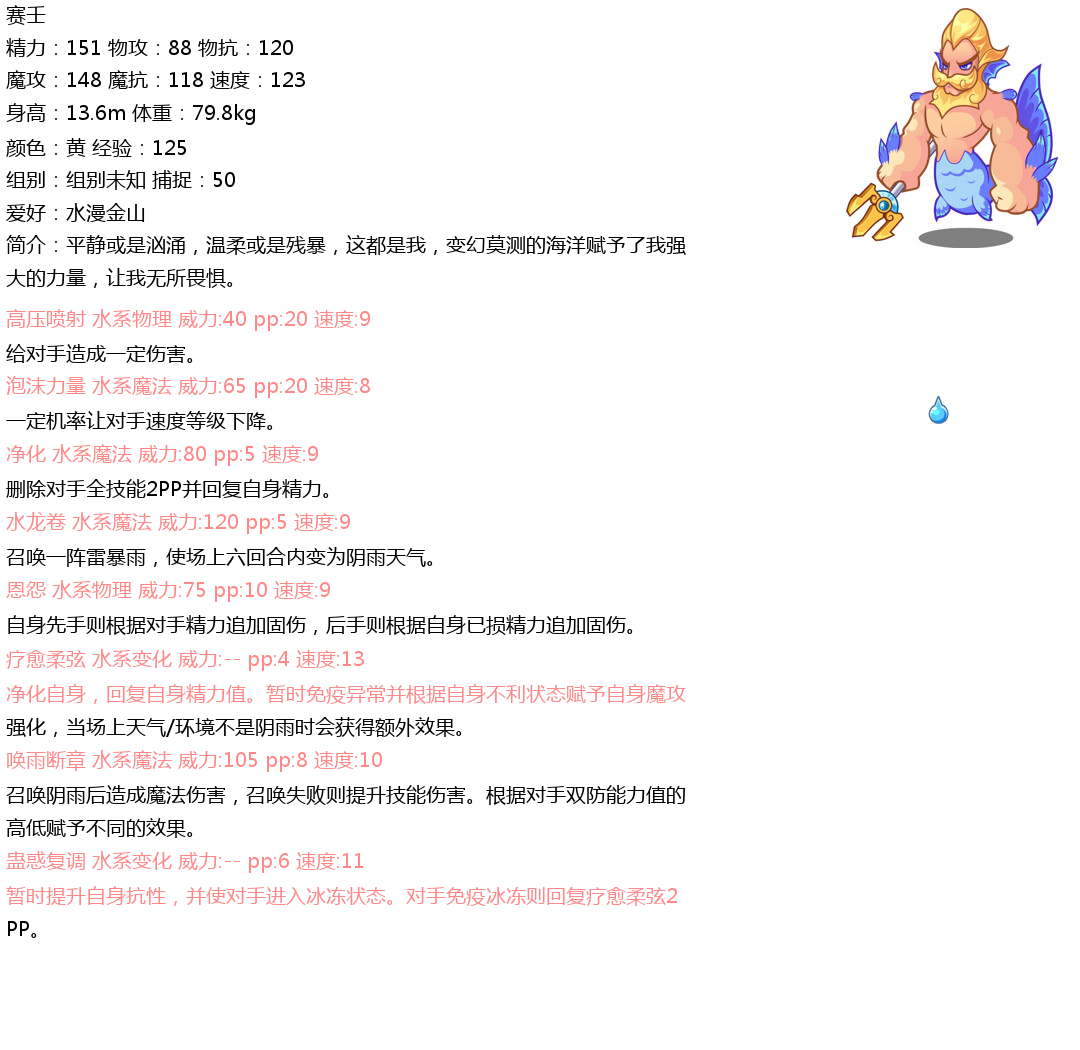 赛壬
精力：151 物攻：88 物抗：120
魔攻：148 魔抗：118 速度：123
身高：13.6m 体重：79.8kg
颜色：黄 经验：125
组别：组别未知 捕捉：50
爱好：水漫金山
简介：平静或是汹涌，温柔或是残暴，这都是我，变幻莫测的海洋赋予了我强
大的力量，让我无所畏惧。
高压喷射 水系物理 威力:40 pp:20 速度:9
给对手造成一定伤害。
泡沫力量 水系魔法 威力:65 pp:20 速度:8
一定机率让对手速度等级下降。
净化 水系魔法 威力:80 pp:5 速度:9
删除对手全技能2PP并回复自身精力。
水龙卷 水系魔法 威力:120 pp:5 速度:9
召唤一阵雷暴雨，使场上六回合内变为阴雨天气。
恩怨 水系物理 威力:75 pp:10 速度:9
自身先手则根据对手精力追加固伤，后手则根据自身已损精力追加固伤。
疗愈柔弦 水系变化 威力:-- pp:4 速度:13
净化自身，回复自身精力值。暂时免疫异常并根据自身不利状态赋予自身魔攻
强化，当场上天气/环境不是阴雨时会获得额外效果。
唤雨断章 水系魔法 威力:105 pp:8 速度:10
召唤阴雨后造成魔法伤害，召唤失败则提升技能伤害。根据对手双防能力值的
高低赋予不同的效果。
蛊惑复调 水系变化 威力:-- pp:6 速度:11
暂时提升自身抗性，并使对手进入冰冻状态。对手免疫冰冻则回复疗愈柔弦2
PP。